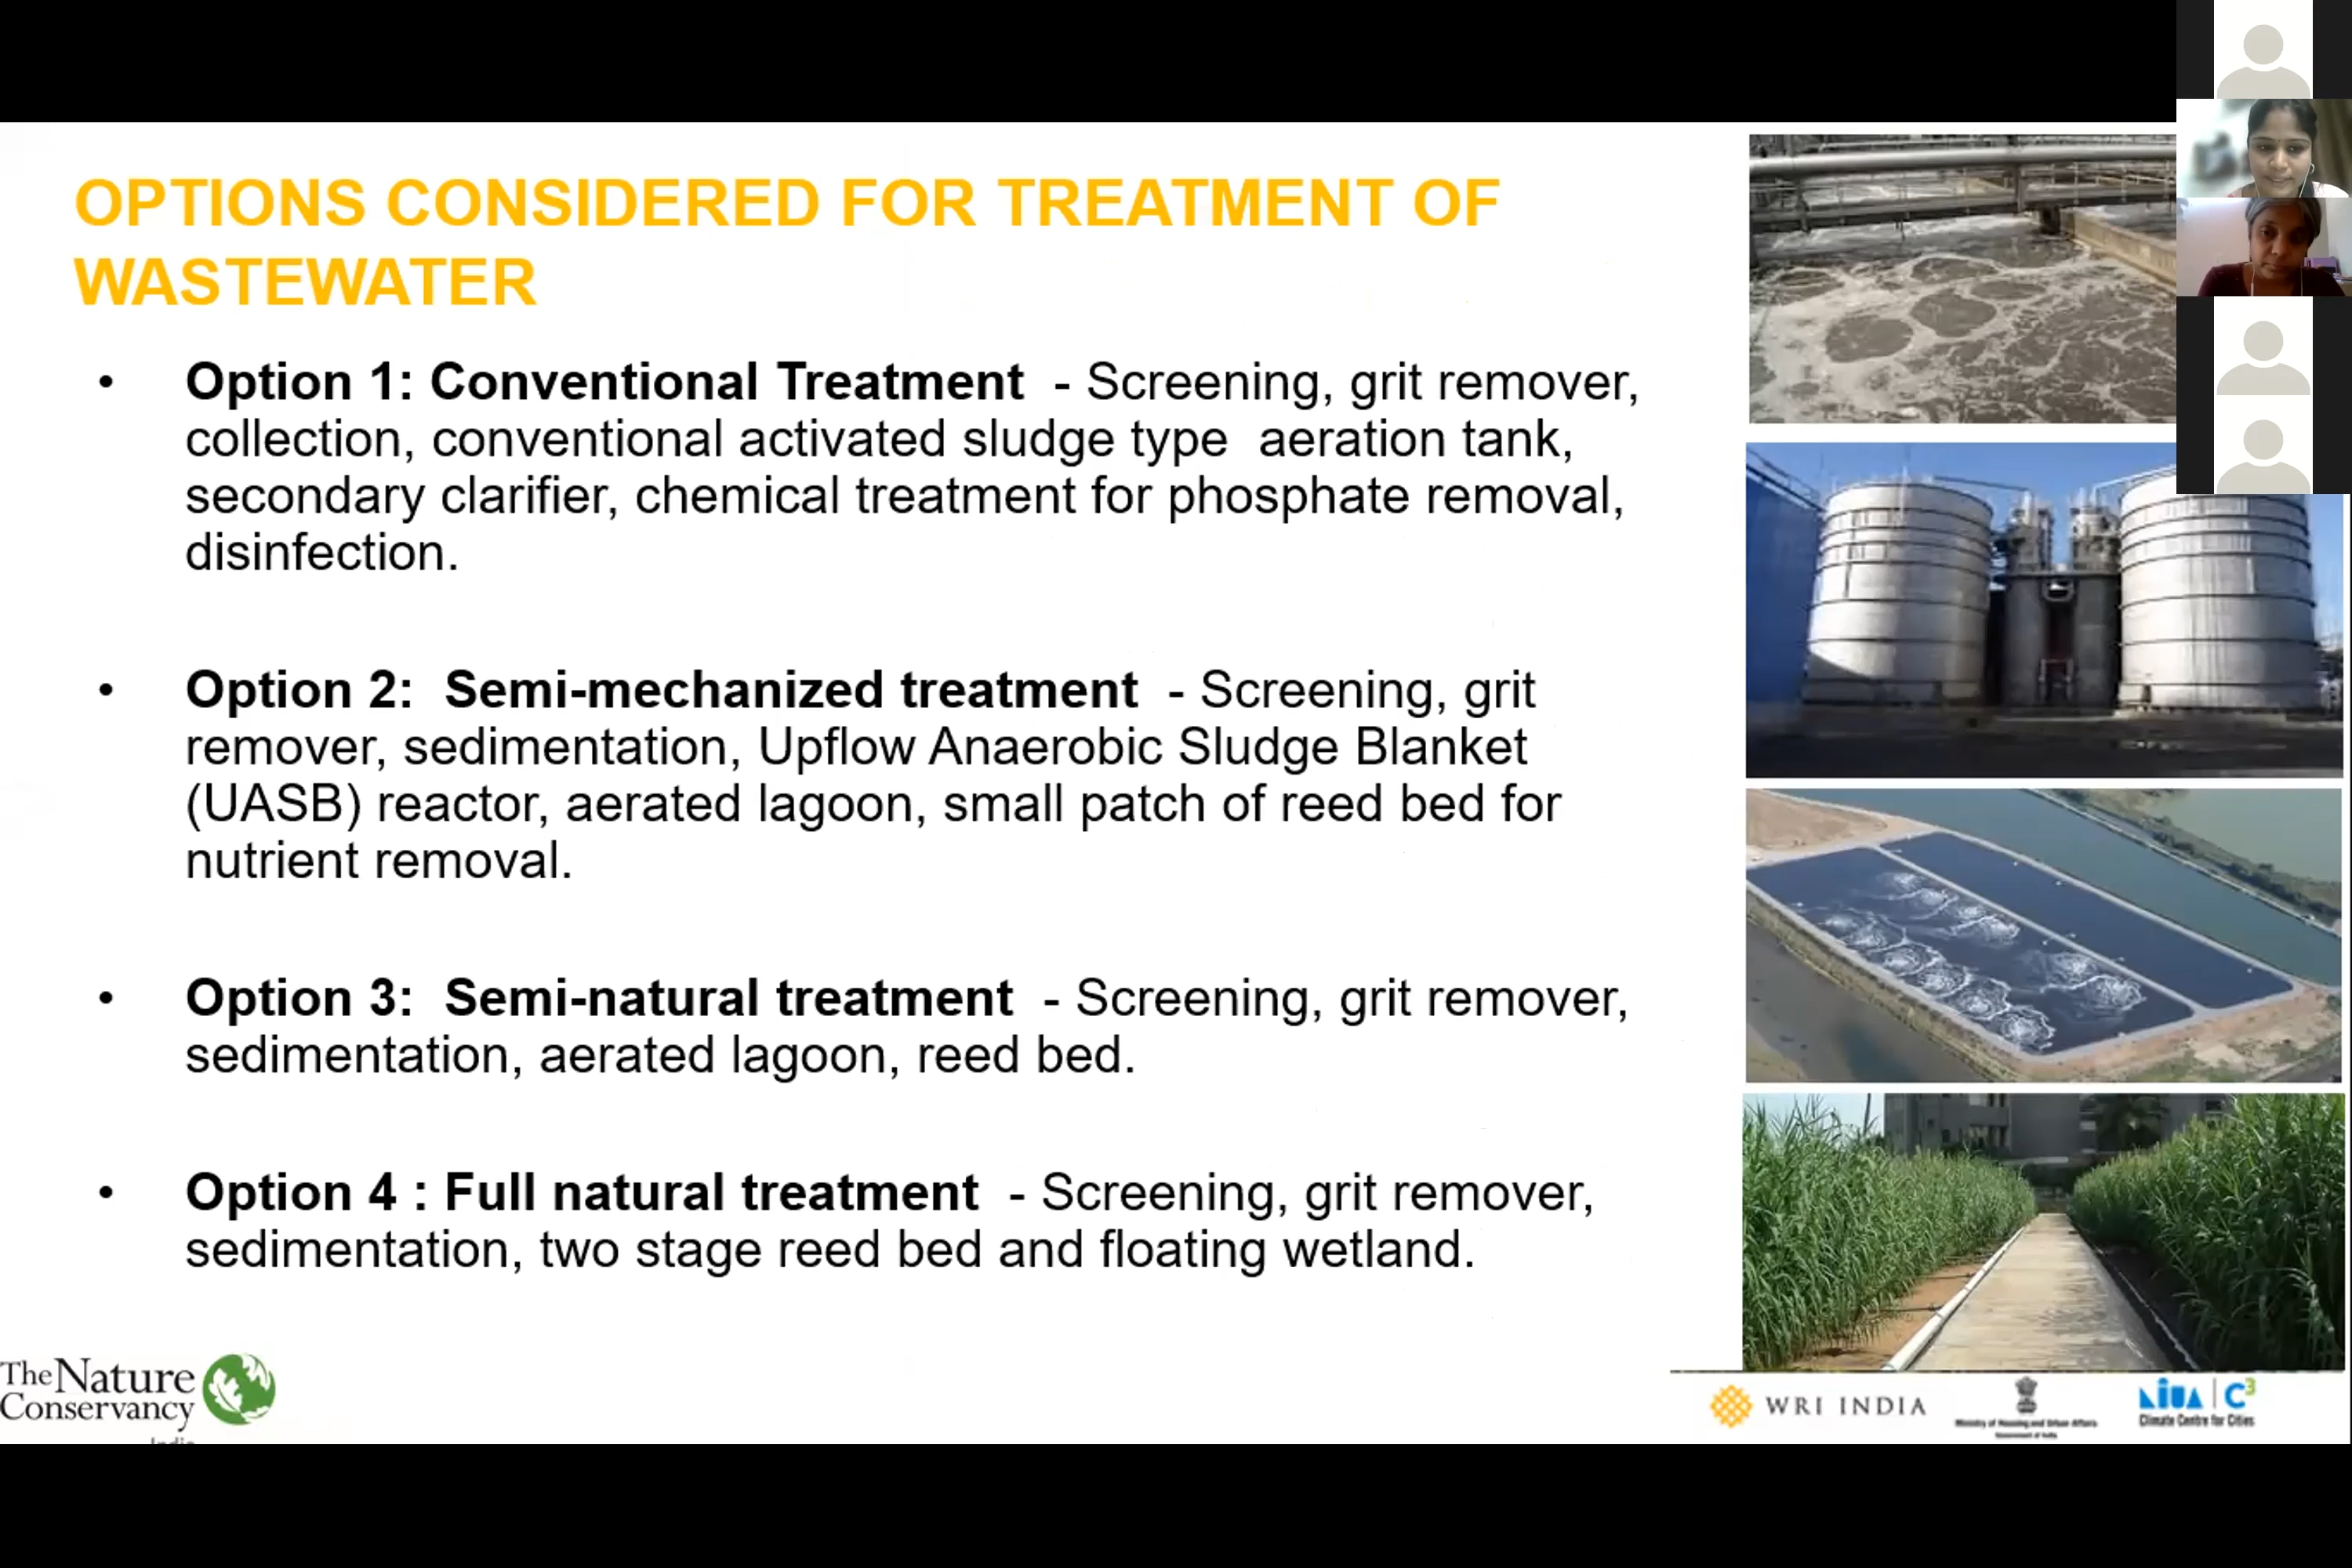 OPTIONS CONSIDERED FOR TREATMENT OF
WASTEWATER
• Option 1: Conventional Treatment - Screening, grit remover,
collection, conventional activated sludge type aeration tank,
secondary clarifier, chemical treatment for phosphate removal,
disinfection.
• Option 2: Semi-mechanized treatment - Screening, grit
remover, sedimentation, Upflow Anaerobic Sludge Blanket
(UASB) reactor, aerated lagoon, small patch of reed bed for
nutrient removal.
• Option 3: Semi-natural treatment - Screening, grit remover,
sedimentation, aerated lagoon, reed bed.
• Option 4 : Full natural treatment - Screening, grit remover,
sedimentation, two stage reed bed and floating wetland.
The Nature
Conservancy
WRI INDIA
Ministry of Housing and Urban Affairs
Government of India
NIUA | C3
Climate Centre for Cities